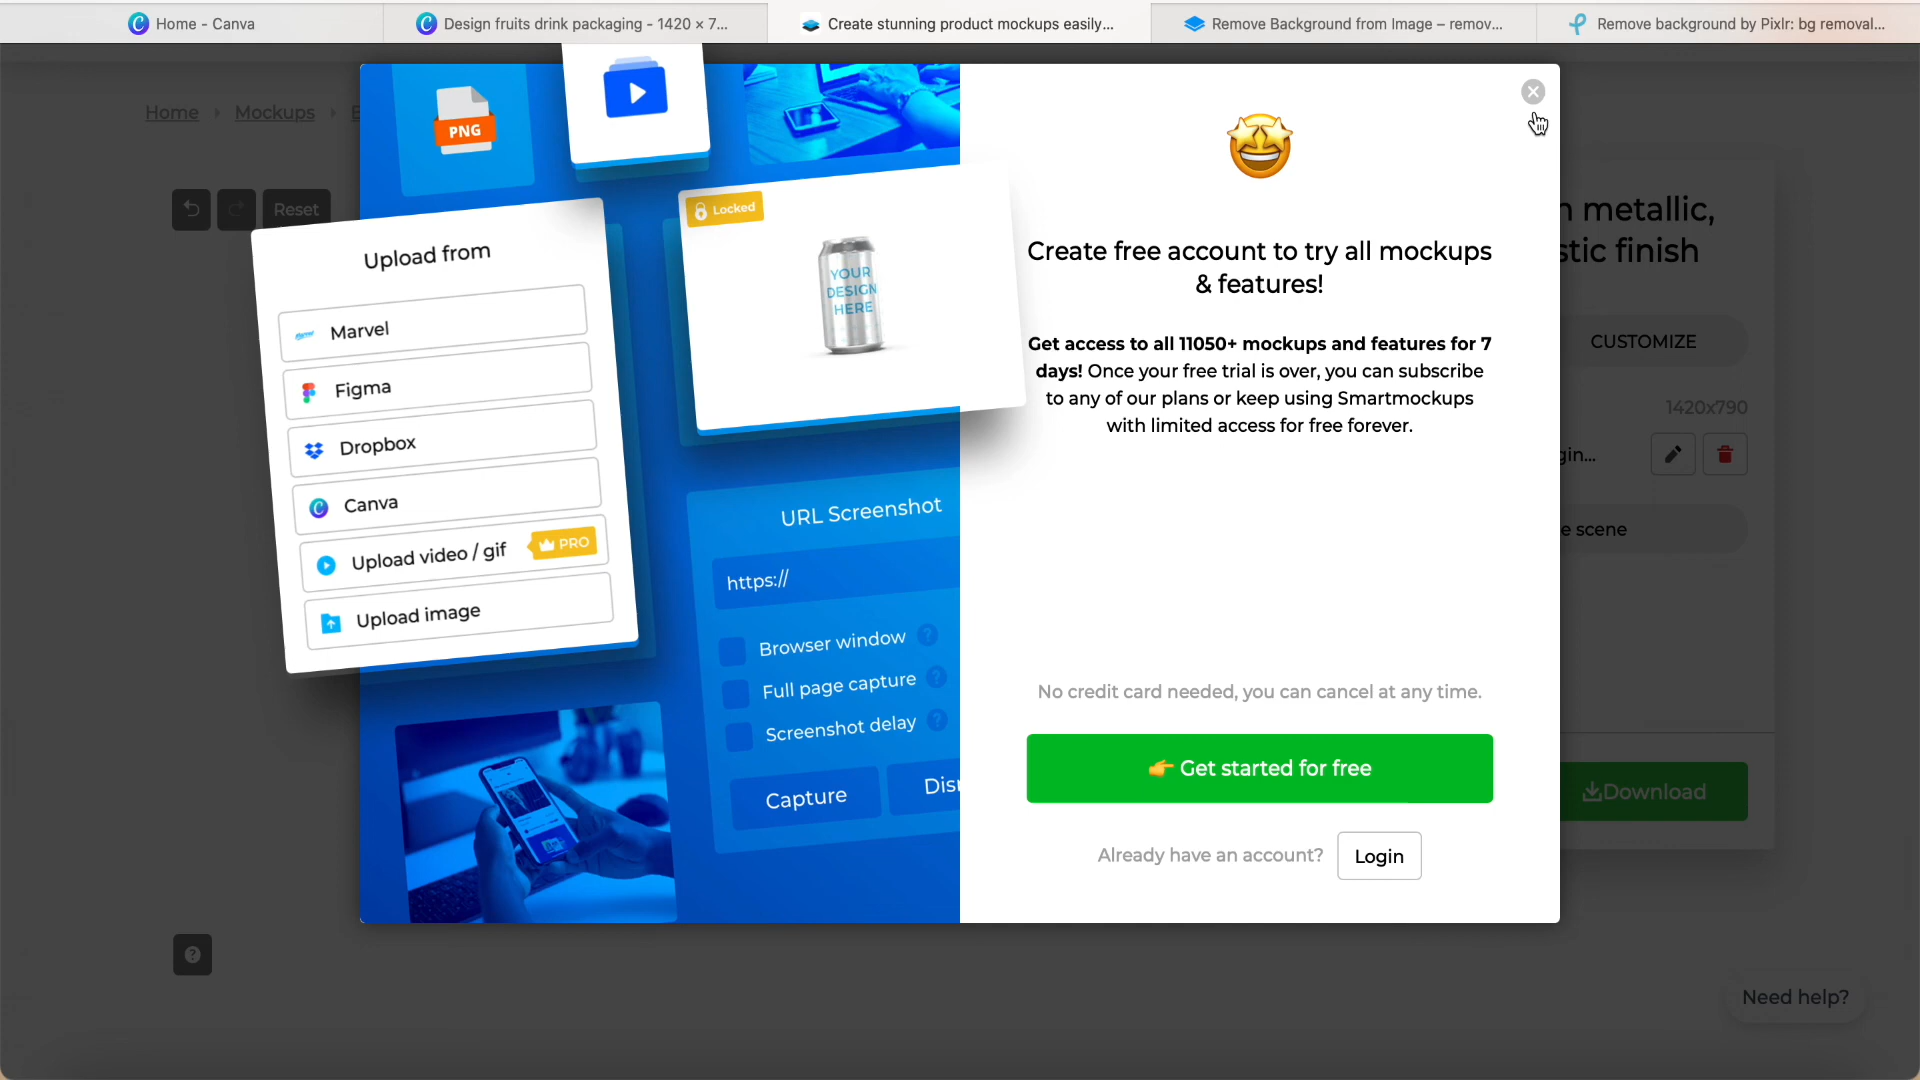 Home - Canva
Design fruits drink packaging - 1420 × 7...
Create stunning product mockups easily...
Remove Background from Image – remov...
Remove background by Pixlr: bg removal...
Home
Mockups
Reset
PNG
Upload from
Marvel
Figma
Dropbox
Canva
Upload video / gif
PRO
Upload image
Locked
YOUR
DESIGN
HERE
URL Screenshot
https://
Browser window ?
Full page capture ?
Screenshot delay ?
Capture
Create free account to try all mockups
& features!
Get access to all 11050+ mockups and features for 7
days! Once your free trial is over, you can subscribe
to any of our plans or keep using Smartmockups
with limited access for free forever.
No credit card needed, you can cancel at any time.
Get started for free
Already have an account?
Login
metallic,
finish
CUSTOMIZE
1420x790
scene
Download
?
Need help?